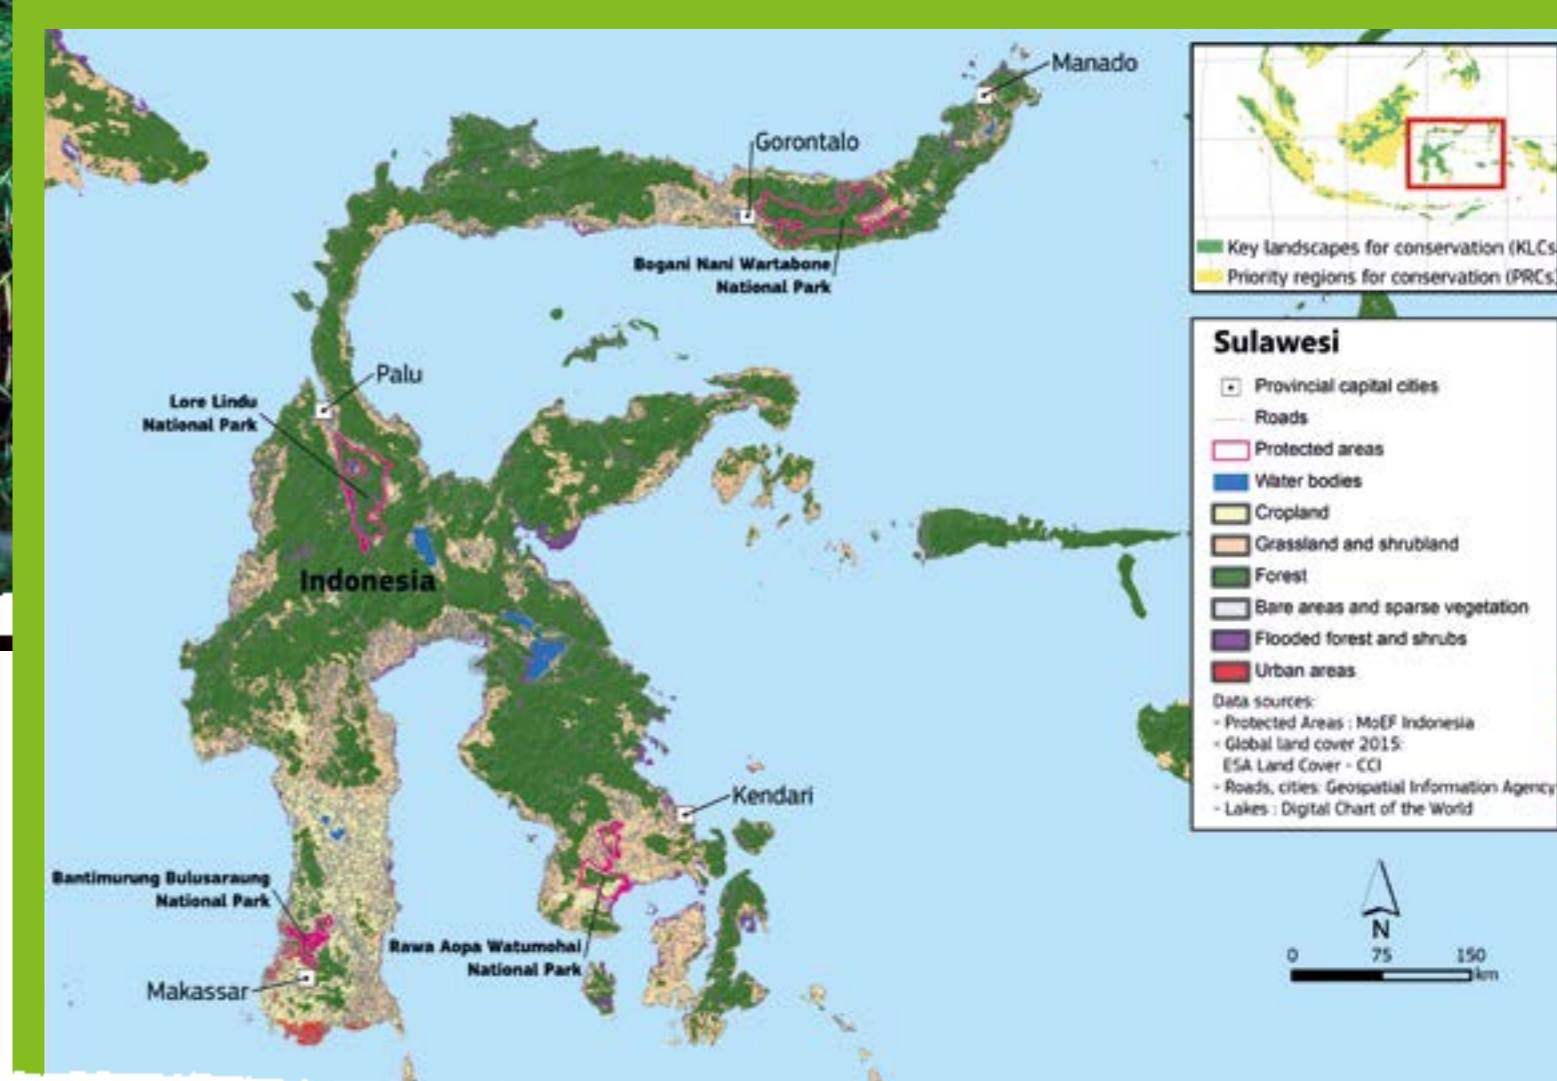 Manado
Gorontalo
Bogani Nani Wartabone
National Park
Palu
Lore Lindu
National Park
Indonesia
Kendari
Bantimurung Bulusaraung
National Park
Rawa Aopa Watumohai
National Park
Makassar
Key landscapes for conservation (KLCs
Priority regions for conservation (PRCs)
Sulawesi
Provincial capital cities
Roads
Protected areas
Water bodies
Cropland
Grassland and shrubland
Forest
Bare areas and sparse vegetation
Flooded forest and shrubs
Urban areas
Data sources:
- Protected Areas : MoEF Indonesia
- Global land cover 2015:
ESA Land Cover - CCI
- Roads, cities: Geospatial Information Agency
- Lakes : Digital Chart of the World
N
0 75 150
km